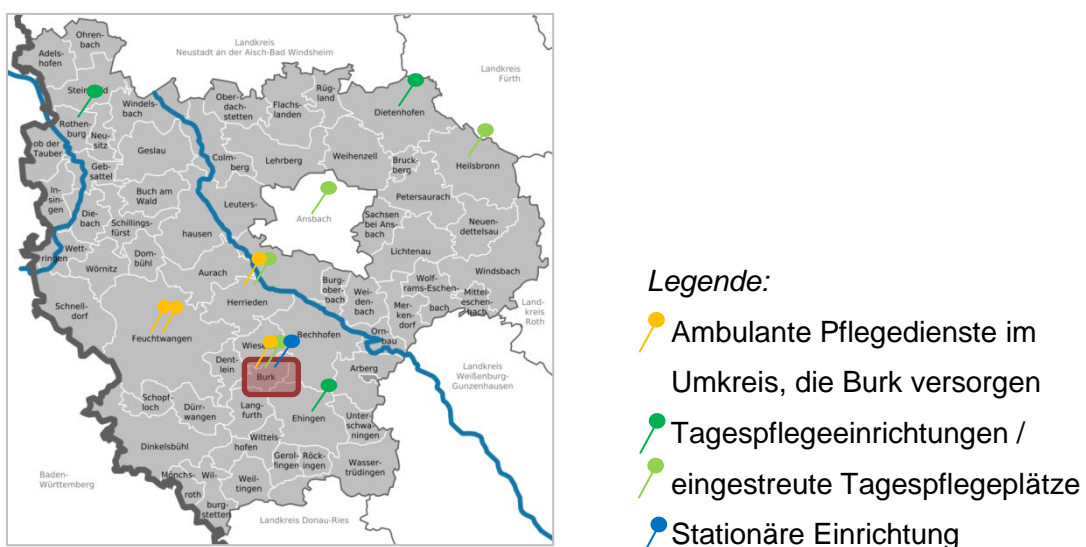 Ohren-
bach
Adels-
hofen
Landkreis
Neustadt an der Aisch-Bad Windsheim
Landkreis
Fürth
Windels-
bach
Rothen-
burg
ob der
Tauber
Neu-
sitz
Geb-
sattel
Geslau
Ober-
dach-
stetten
Flachs-
landen
Rüg-
land
Dietenhofen
Colm-
berg
Lehrberg
Weihenzell
Bruck-
berg
Heilsbronn
In-
sin-
gen
Die-
bach
Buch am
Wald
Schillings-
fürst
Leuters-
hausen
Ansbach
Petersaurach
Sachsen
bei Ans-
bach
Neuen-
dettelsau
Lichtenau
Wett-
ringen
Wörnitz
Dom-
bühl
Aurach
Windsbach
Wolf-
rams-Eschen-
bach
Mittel-
eschen-
bach
Burg-
ober-
bach
Wei-
den-
bach
Mer-
ken-
dorf
Land-
kreis
Roth
Schnell-
dorf
Herrieden
Feuchtwangen
Bechhofen
Orn-
bau
Dent-
lein
Burk
Arberg
Landkreis
Weißenburg-
Gunzenhausen
Schopf-
loch
Dürr-
wangen
Lang-
furth
Ehingen
Unter-
schwa-
ningen
Dinkelsbühl
Wittels-
hofen
Gerol-
fingen
Röck-
ingen
Wasser-
trüdingen
Baden-
Württemberg
Mönchs-
roth
Wil-
burg-
stetten
Weil-
tingen
Landkreis Donau-Ries
Legende:
Ambulante Pflegedienste im
Umkreis, die Burk versorgen
Tagespflegeeinrichtungen /
eingestreute Tagespflegeplätze
Stationäre Einrichtung